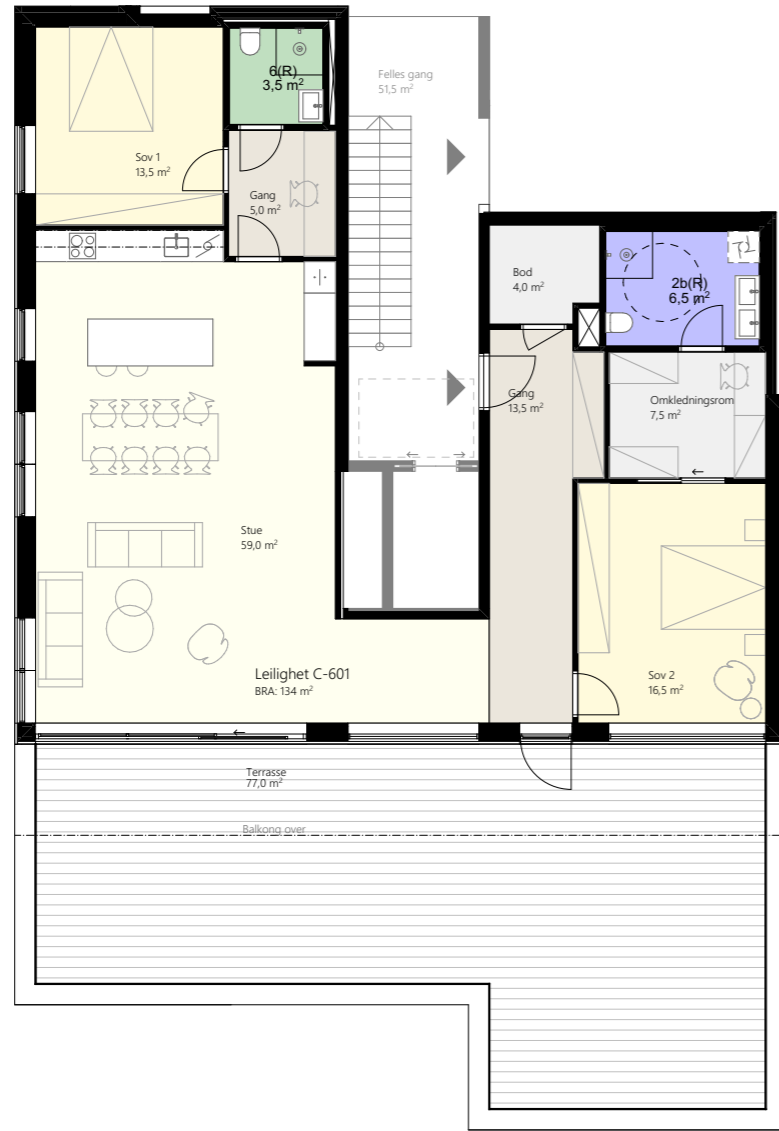 6(R)
3,5 m²
Felles gang
51,5 m²
Sov 1
13,5 m²
Gang
5,0 m²
Bod
4,0 m²
2b(R)
6,5 m²
Gang
13,5 m²
Omkledningsrom
7,5 m²
Stue
59,0 m²
Leilighet C-601
BRA: 134 m²
Sov 2
16,5 m²
Terrasse
77,0 m²
Balkong over